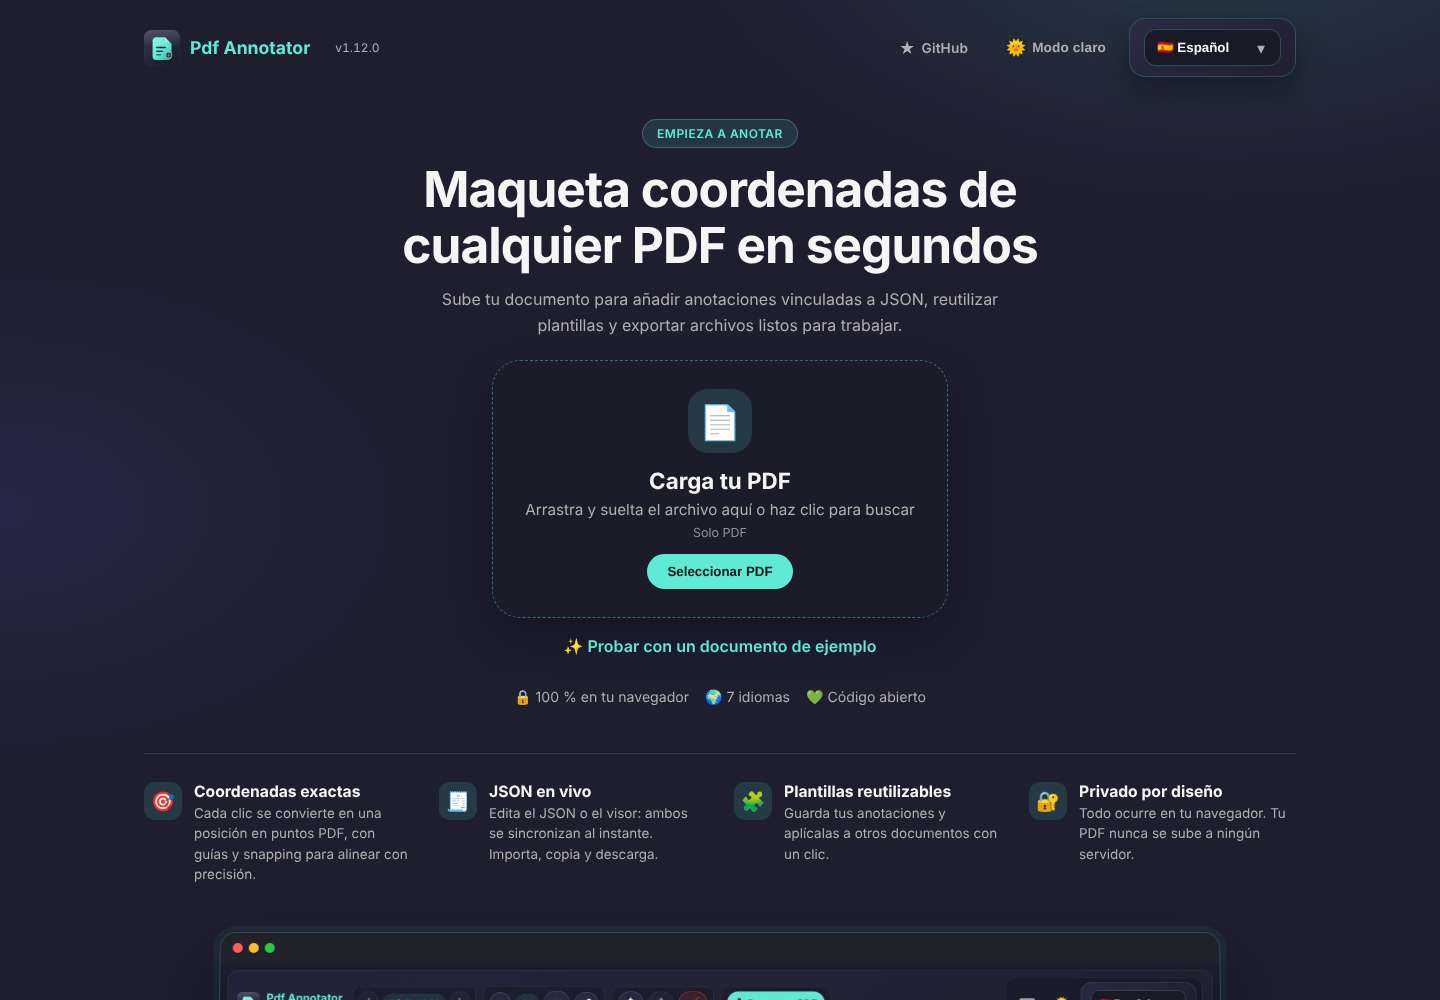 Pdf Annotator v1.12.0
★ GitHub
Modo claro
Español
EMPIEZA A ANOTAR
Maqueta coordenadas de
cualquier PDF en segundos
Sube tu documento para añadir anotaciones vinculadas a JSON, reutilizar
plantillas y exportar archivos listos para trabajar.
Carga tu PDF
Arrastra y suelta el archivo aquí o haz clic para buscar
Solo PDF
Seleccionar PDF
✨ Probar con un documento de ejemplo
🔒 100 % en tu navegador
🌍 7 idiomas
💚 Código abierto
Coordenadas exactas
Cada clic se convierte en una
posición en puntos PDF, con
guías y snapping para alinear con
precisión.
JSON en vivo
Edita el JSON o el visor: ambos
se sincronizan al instante.
Importa, copia y descarga.
Plantillas reutilizables
Guarda tus anotaciones y
aplícalas a otros documentos con
un clic.
Privado por diseño
Todo ocurre en tu navegador. Tu
PDF nunca se sube a ningún
servidor.
Pdf Annotator